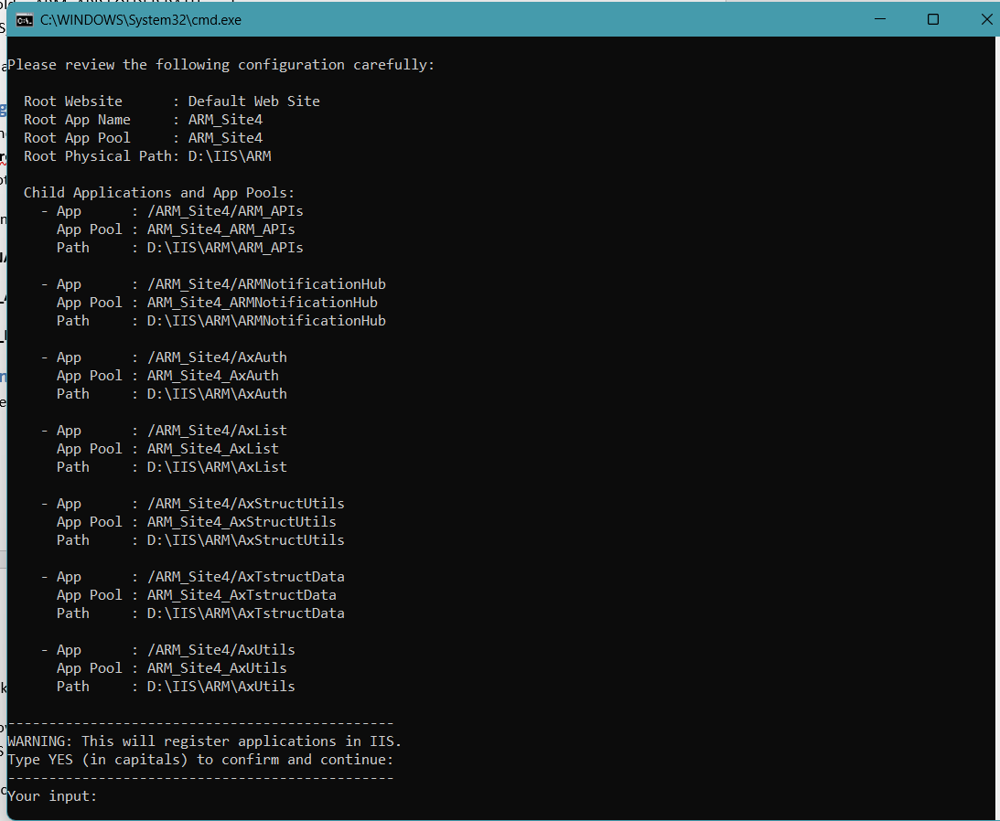 C:\WINDOWS\System32\cmd.exe
Please review the following configuration carefully:
Root Website : Default Web Site
Root App Name : ARM_Site4
Root App Pool : ARM_Site4
Root Physical Path: D:\IIS\ARM
Child Applications and App Pools:
- App : /ARM_Site4/ARM_APIs
App Pool : ARM_Site4_ARM_APIs
Path : D:\IIS\ARM\ARM_APIs
- App : /ARM_Site4/ARMNotificationHub
App Pool : ARM_Site4_ARMNotificationHub
Path : D:\IIS\ARM\ARMNotificationHub
- App : /ARM_Site4/AxAuth
App Pool : ARM_Site4_AxAuth
Path : D:\IIS\ARM\AxAuth
- App : /ARM_Site4/AxList
App Pool : ARM_Site4_AxList
Path : D:\IIS\ARM\AxList
- App : /ARM_Site4/AxStructUtils
App Pool : ARM_Site4_AxStructUtils
Path : D:\IIS\ARM\AxStructUtils
- App : /ARM_Site4/AxTstructData
App Pool : ARM_Site4_AxTstructData
Path : D:\IIS\ARM\AxTstructData
- App : /ARM_Site4/AxUtils
App Pool : ARM_Site4_AxUtils
Path : D:\IIS\ARM\AxUtils
-----------------------------------------------
WARNING: This will register applications in IIS.
Type YES (in capitals) to confirm and continue:
-----------------------------------------------
Your input: